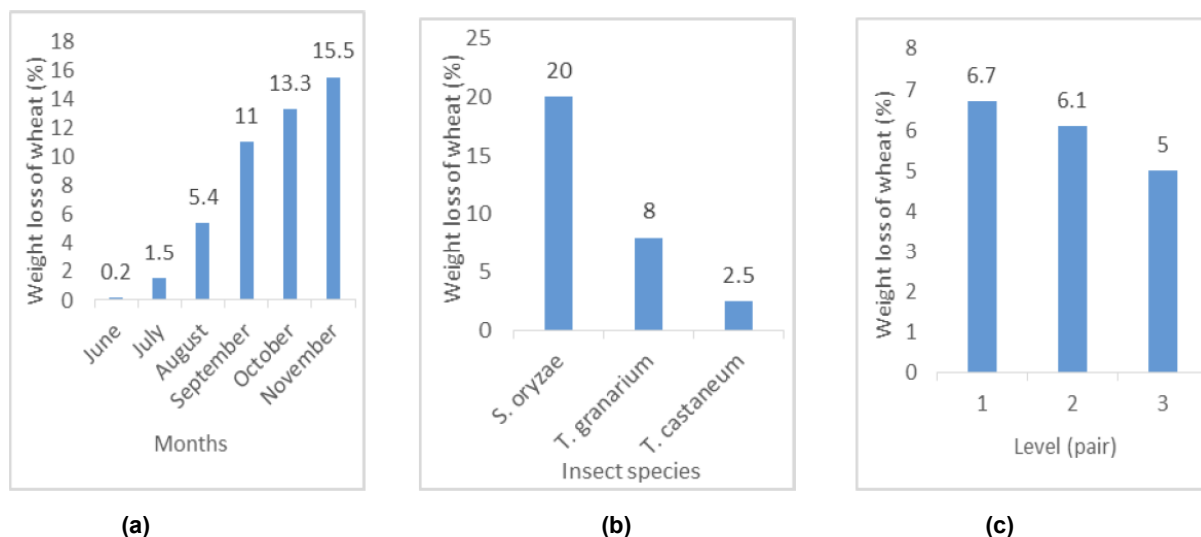 Weight loss of wheat (%)
18
16
14
12
10
8
6
4
2
0
0.2
1.5
5.4
11
13.3
15.5
June
July
August
September
October
November
Months
(a)
Weight loss of wheat (%)
25
20
15
10
5
0
20
8
2.5
S. oryzae
T. granarium
T. castaneum
Insect species
(b)
Weight loss of wheat (%)
8
7
6
5
4
3
2
1
0
6.7
6.1
5
1
2
3
Level (pair)
(c)